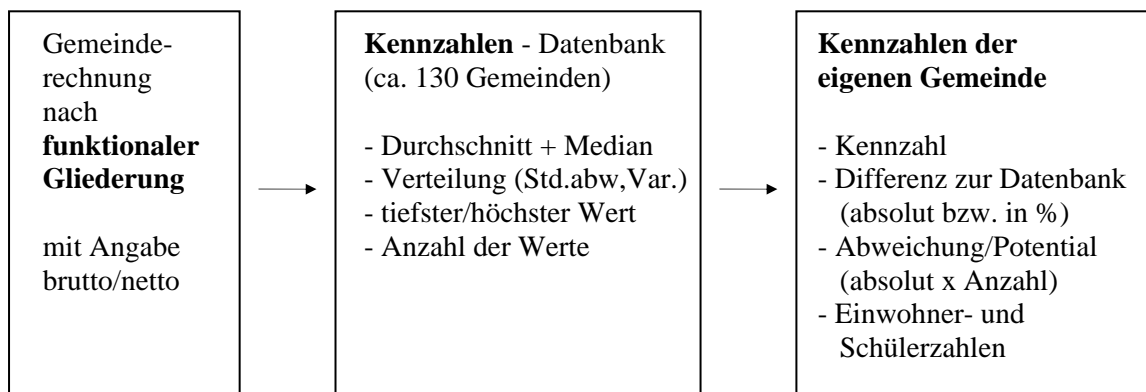 Gemeinde-
rechnung
nach
funktionaler
Gliederung
mit Angabe
brutto/netto
Kennzahlen - Datenbank
(ca. 130 Gemeinden)
- Durchschnitt + Median
- Verteilung (Std.abw,Var.)
- tiefster/höchster Wert
- Anzahl der Werte
Kennzahlen der
eigenen Gemeinde
- Kennzahl
- Differenz zur Datenbank
(absolut bzw. in %)
- Abweichung/Potential
(absolut x Anzahl)
- Einwohner- und
Schülerzahlen